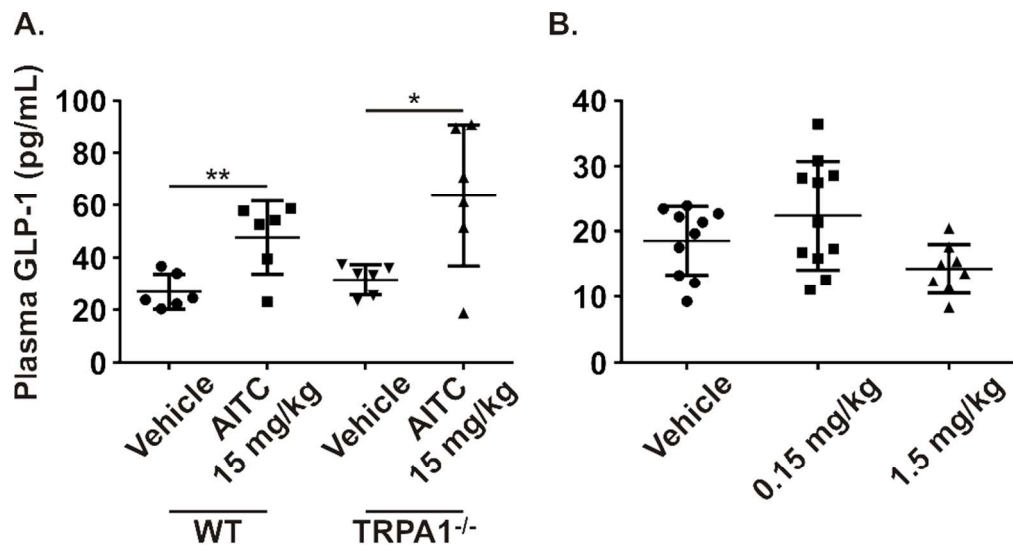 A.
B.
Plasma GLP-1 (pg/mL)
100
80
60
40
20
0
**
*
Vehicle
AITC
15 mg/kg
Vehicle
AITC
15 mg/kg
WT
TRPA1-/-
40
30
20
10
0
Vehicle
0.15 mg/kg
1.5 mg/kg